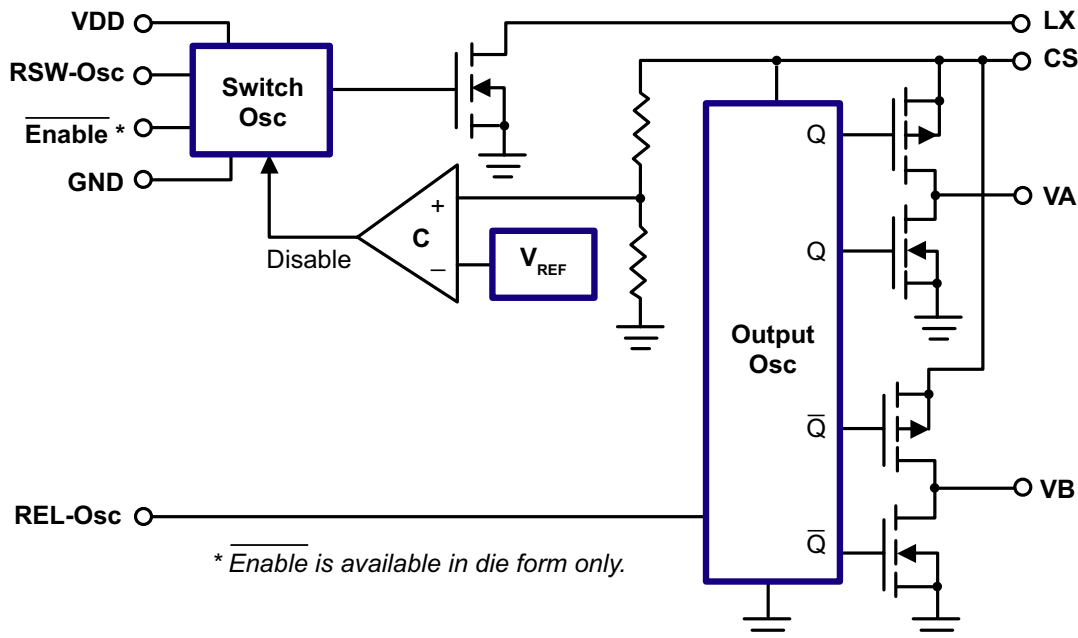 VDD
RSW-Osc
Enable *
GND
Switch
Osc
LX
CS
+
C
–
Disable
VREF
Q
Q
Output
Osc
Q̅
Q̅
VA
VB
REL-Osc
* Enable is available in die form only.